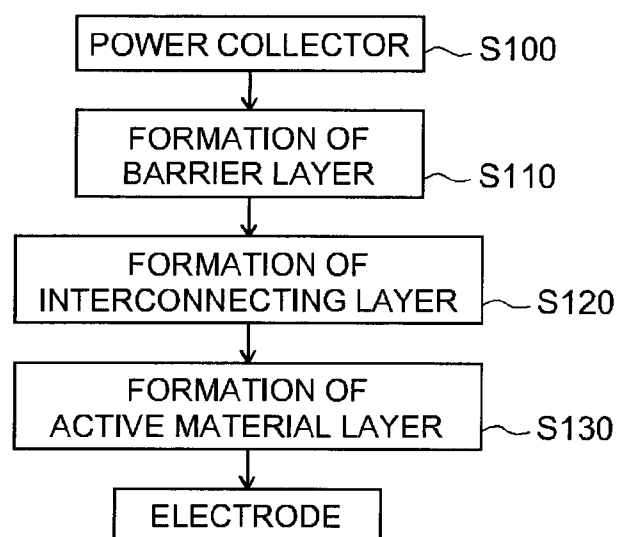 POWER COLLECTOR
S100
FORMATION OF
BARRIER LAYER
S110
FORMATION OF
INTERCONNECTING LAYER
S120
FORMATION OF
ACTIVE MATERIAL LAYER
S130
ELECTRODE